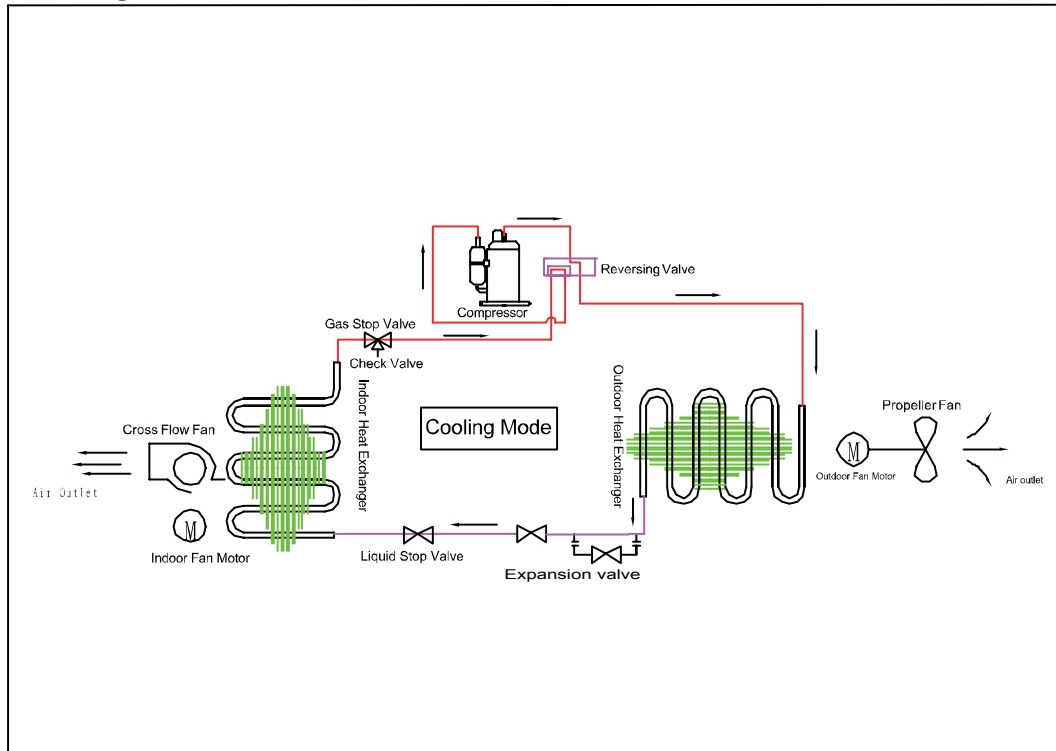 Reversing Valve
Compressor
Gas Stop Valve
Check Valve
Indoor Heat Exchanger
Outdoor Heat Exchanger
Cooling Mode
Cross Flow Fan
Air Outlet
M
Indoor Fan Motor
Liquid Stop Valve
Expansion valve
Propeller Fan
M
Outdoor Fan Motor
Air outlet